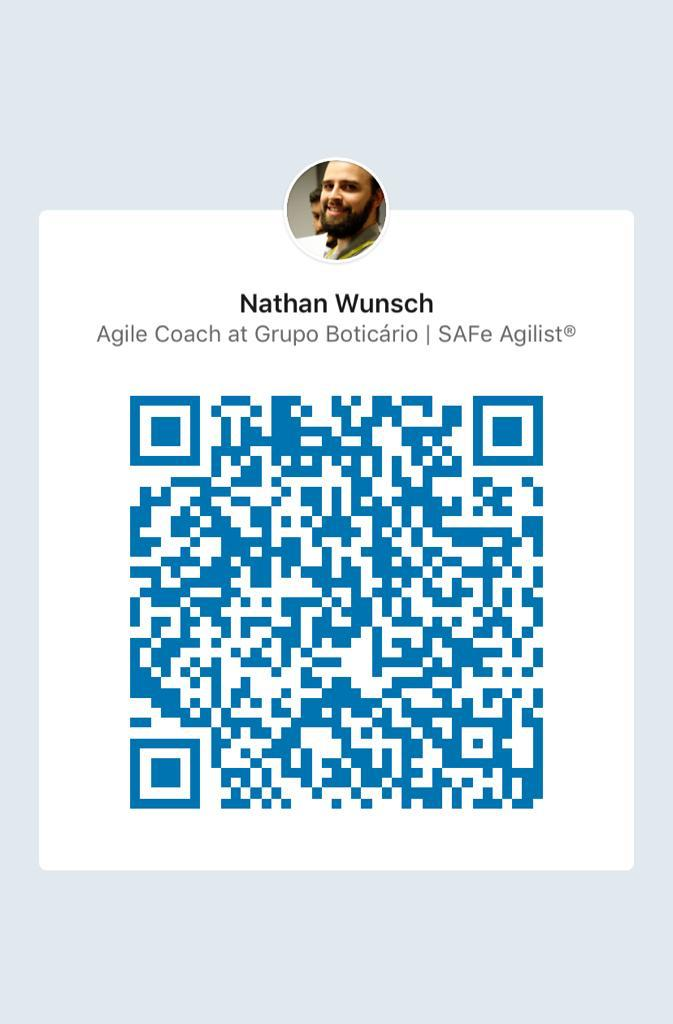 Nathan Wunsch
Agile Coach at Grupo Boticário | SAFe Agilist®